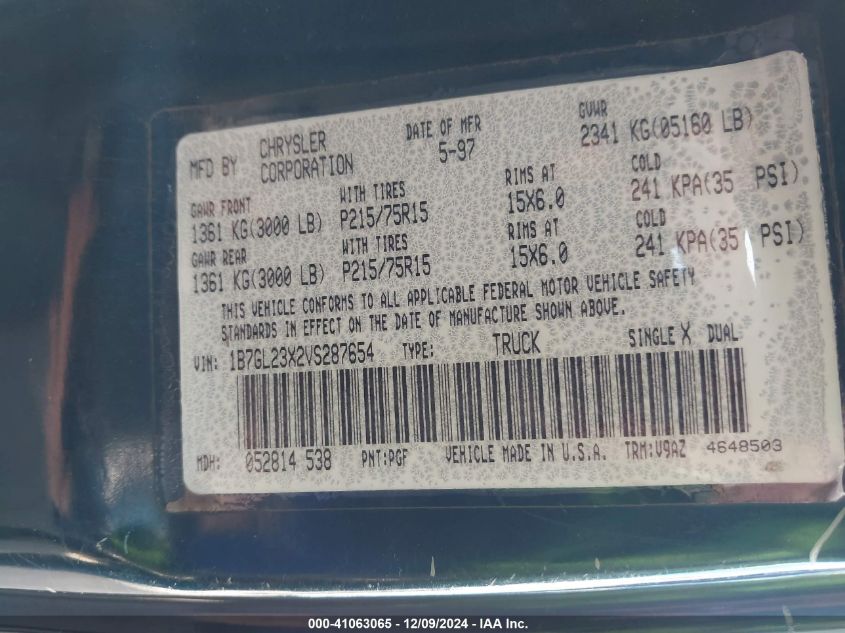 MFD BY CHRYSLER CORPORATION DATE OF MFR 5-97 GVWR 2341 KG(05160 LB)
GAWR FRONT WITH TIRES RIMS AT COLD
1361 KG(3000 LB) P215/75R15 15X6.0 241 KPA(35 PSI)
GAWR REAR WITH TIRES RIMS AT COLD
1361 KG(3000 LB) P215/75R15 15X6.0 241 KPA(35 PSI)
THIS VEHICLE CONFORMS TO ALL APPLICABLE FEDERAL MOTOR VEHICLE SAFETY
STANDARDS IN EFFECT ON THE DATE OF MANUFACTURE SHOWN ABOVE.
VIN: 1B7GL23X2VS287654 TYPE: TRUCK SINGLE X DUAL
MDH: 052814 538 PNT:PGF VEHICLE MADE IN U.S.A. TRM:V9AZ 4648503
000-41063065 - 12/09/2024 - IAA Inc.